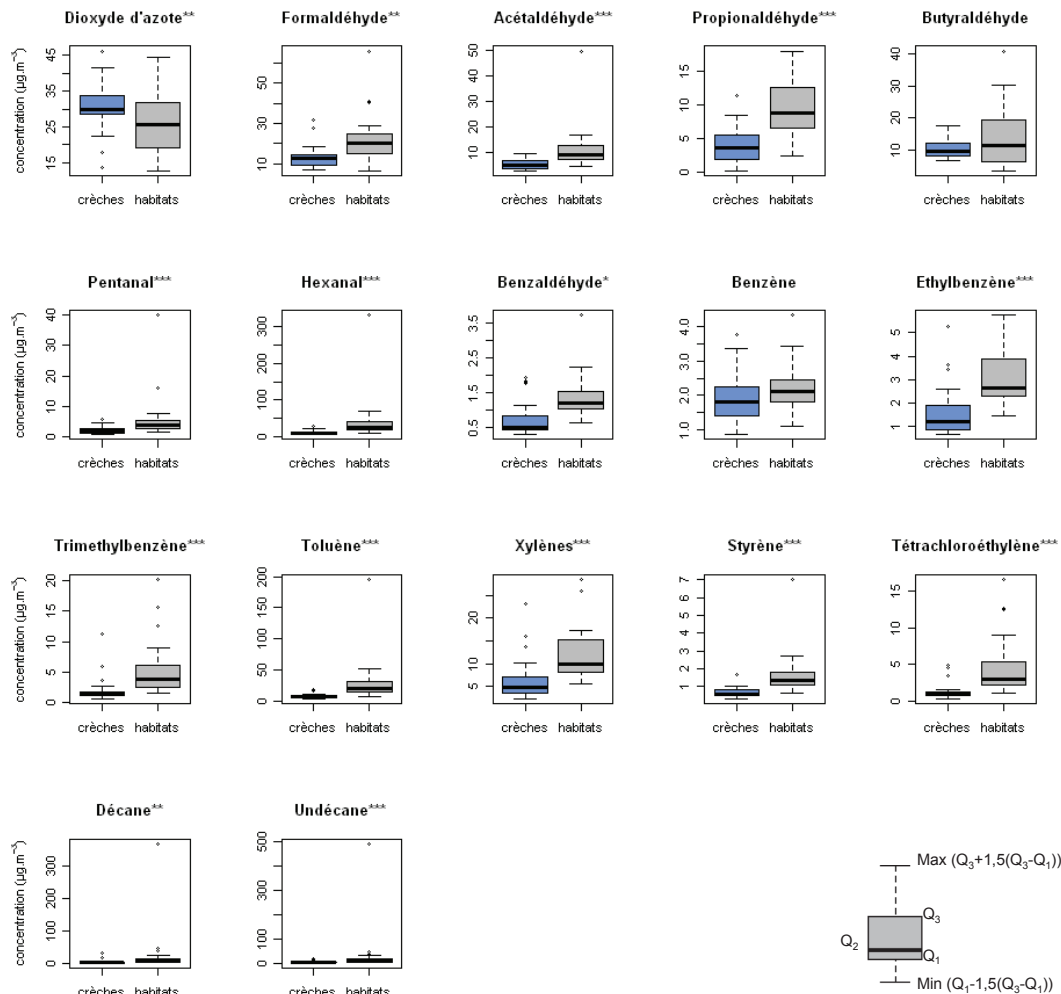 Dioxyde d'azote** Formaldéhyde** Acétaldéhyde*** Propionaldéhyde*** Butyraldéhyde
concentration (µg.m⁻³)
15 25 35 45
10 30 50
10 20 30 40 50
0 5 10 15
10 20 30 40
crèches habitats crèches habitats crèches habitats crèches habitats crèches habitats
Pentanal*** Hexanal*** Benzaldéhyde* Benzène Ethylbenzène***
concentration (µg.m⁻³)
0 10 20 30 40
0 50 100 200 300
0.5 1.5 2.5 3.5
1.0 2.0 3.0 4.0
1 2 3 4 5
crèches habitats crèches habitats crèches habitats crèches habitats crèches habitats
Trimethylbenzène*** Toluène*** Xylènes*** Styrène*** Tétrachloroéthylène***
concentration (µg.m⁻³)
0 5 10 15 20
0 50 100 150 200
5 10 20
1 2 3 4 5 6 7
0 5 10 15
crèches habitats crèches habitats crèches habitats crèches habitats crèches habitats
Décane** Undécane***
concentration (µg.m⁻³)
0 100 200 300
0 100 200 300 400 500
crèches habitats crèches habitats
Max (Q₃+1,5(Q₃-Q₁))
Q₃
Q₂
Q₁
Min (Q₁-1,5(Q₃-Q₁))